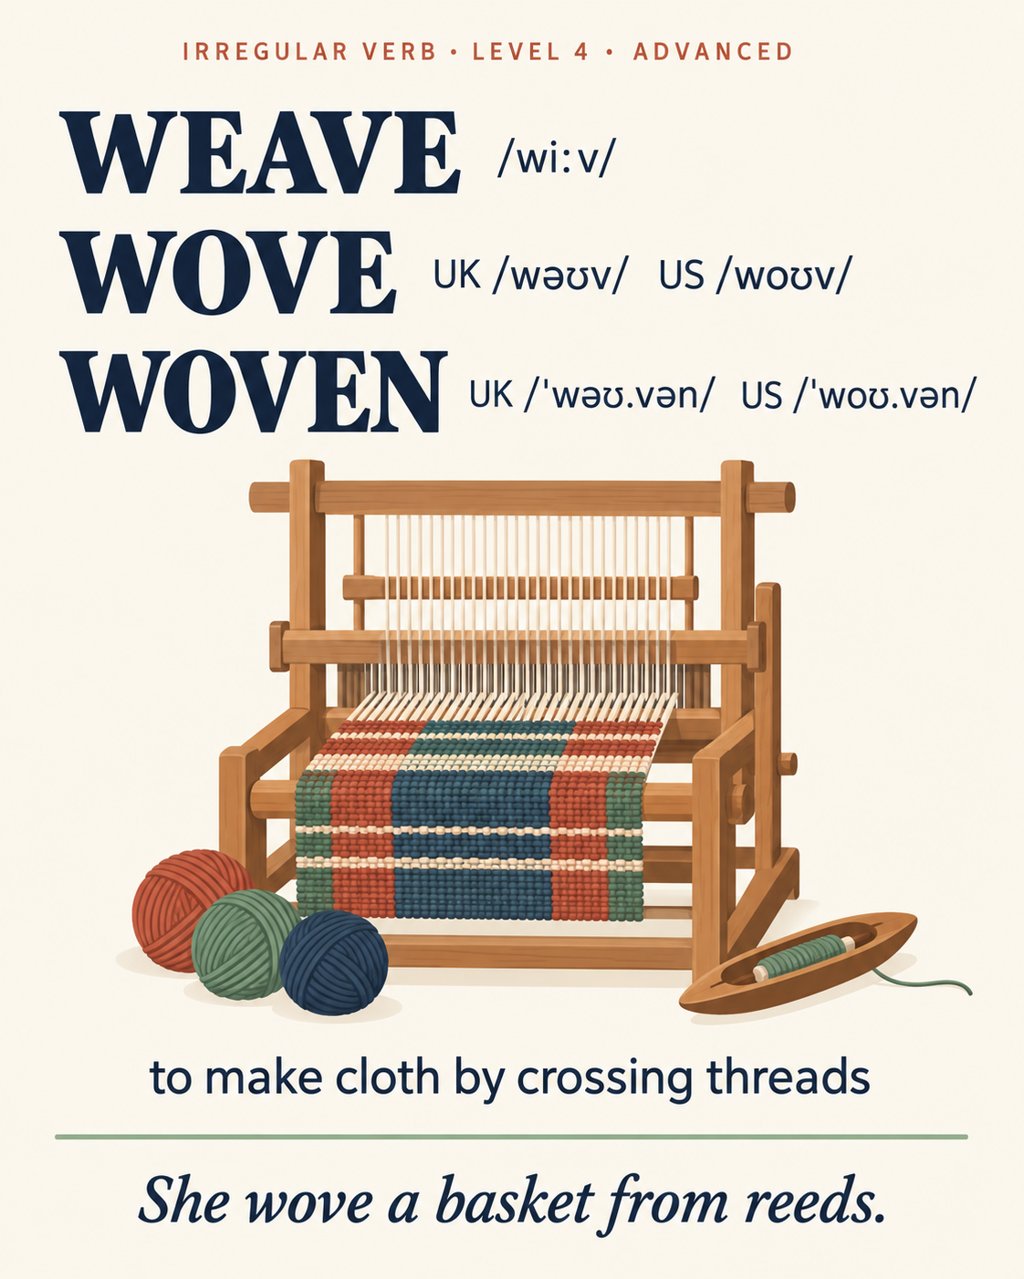 IRREGULAR VERB · LEVEL 4 · ADVANCED
WEAVE /wiːv/
WOVE UK /wəʊv/ US /woʊv/
WOVEN UK /ˈwəʊ.vən/ US /ˈwoʊ.vən/
to make cloth by crossing threads
She wove a basket from reeds.